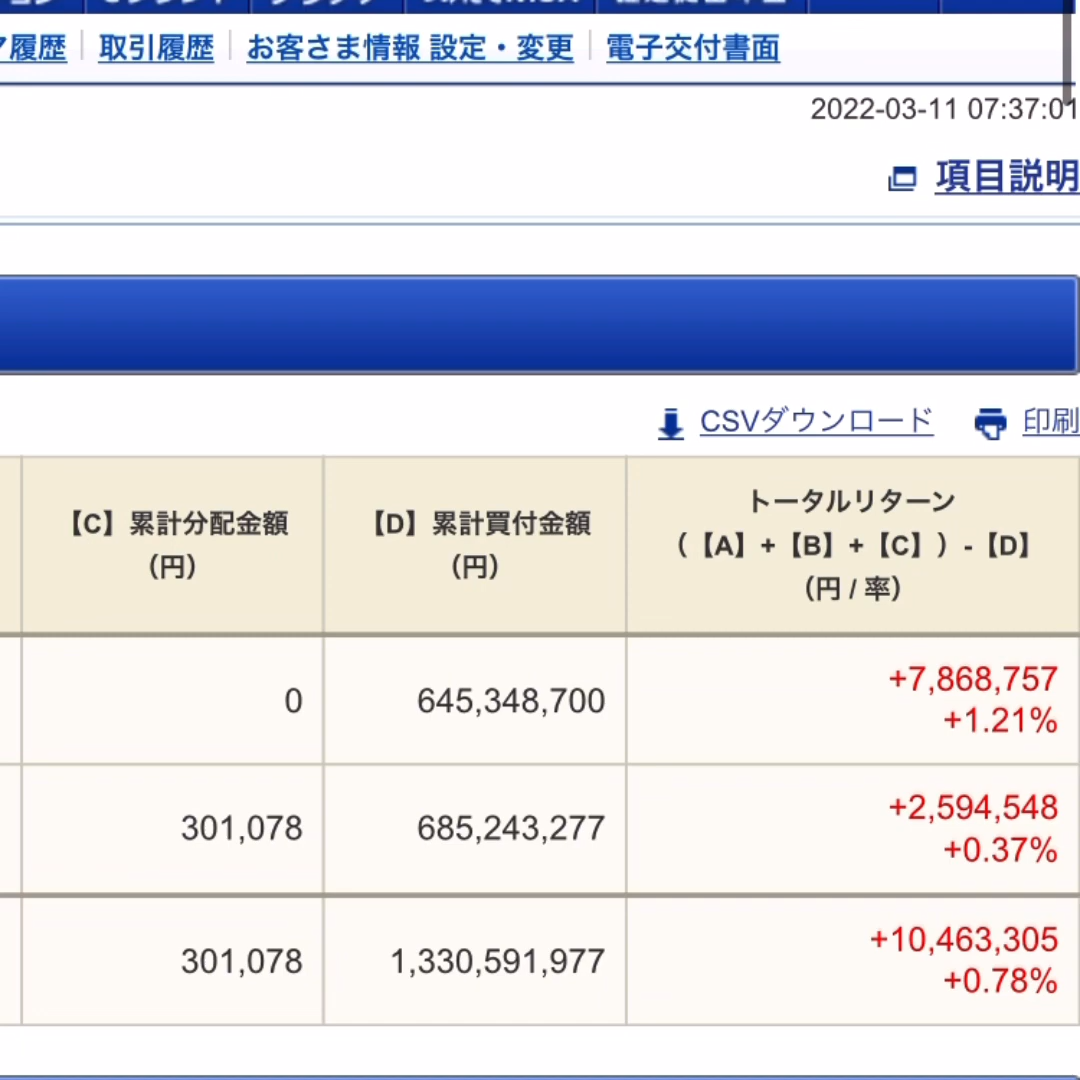 履歴 取引履歴 お客さま情報 設定・変更 電子交付書面
2022-03-11 07:37:01
項目説明
CSVダウンロード 印刷
【C】累計分配金額
(円)
【D】累計買付金額
(円)
トータルリターン
(【A】+【B】+【C】) -【D】
(円 / 率)
0 645,348,700 +7,868,757
+1.21%
301,078 685,243,277 +2,594,548
+0.37%
301,078 1,330,591,977 +10,463,305
+0.78%